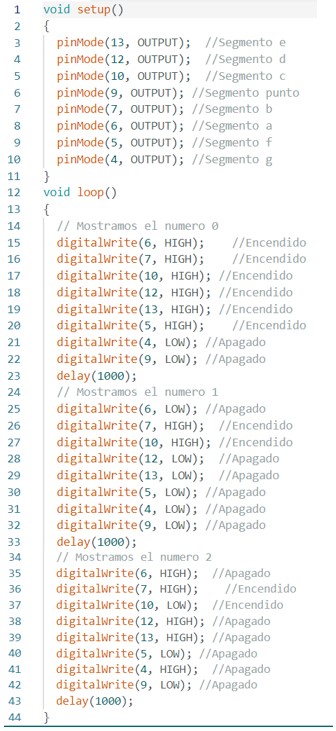 1 void setup()
2 {
3 pinMode(13, OUTPUT); //Segmento e
4 pinMode(12, OUTPUT); //Segmento d
5 pinMode(10, OUTPUT); //Segmento c
6 pinMode(9, OUTPUT); //Segmento punto
7 pinMode(7, OUTPUT); //Segmento b
8 pinMode(6, OUTPUT); //Segmento a
9 pinMode(5, OUTPUT); //Segmento f
10 pinMode(4, OUTPUT); //Segmento g
11 }
12 void loop()
13 {
14 // Mostramos el numero 0
15 digitalWrite(6, HIGH); //Encendido
16 digitalWrite(7, HIGH); //Encendido
17 digitalWrite(10, HIGH); //Encendido
18 digitalWrite(12, HIGH); //Encendido
19 digitalWrite(13, HIGH); //Encendido
20 digitalWrite(5, HIGH); //Encendido
21 digitalWrite(4, LOW); //Apagado
22 digitalWrite(9, LOW); //Apagado
23 delay(1000);
24 // Mostramos el numero 1
25 digitalWrite(6, LOW); //Apagado
26 digitalWrite(7, HIGH); //Encendido
27 digitalWrite(10, HIGH); //Encendido
28 digitalWrite(12, LOW); //Apagado
29 digitalWrite(13, LOW); //Apagado
30 digitalWrite(5, LOW); //Apagado
31 digitalWrite(4, LOW); //Apagado
32 digitalWrite(9, LOW); //Apagado
33 delay(1000);
34 // Mostramos el numero 2
35 digitalWrite(6, HIGH); //Apagado
36 digitalWrite(7, HIGH); //Encendido
37 digitalWrite(10, LOW); //Encendido
38 digitalWrite(12, HIGH); //Apagado
39 digitalWrite(13, HIGH); //Apagado
40 digitalWrite(5, LOW); //Apagado
41 digitalWrite(4, HIGH); //Apagado
42 digitalWrite(9, LOW); //Apagado
43 delay(1000);
44 }